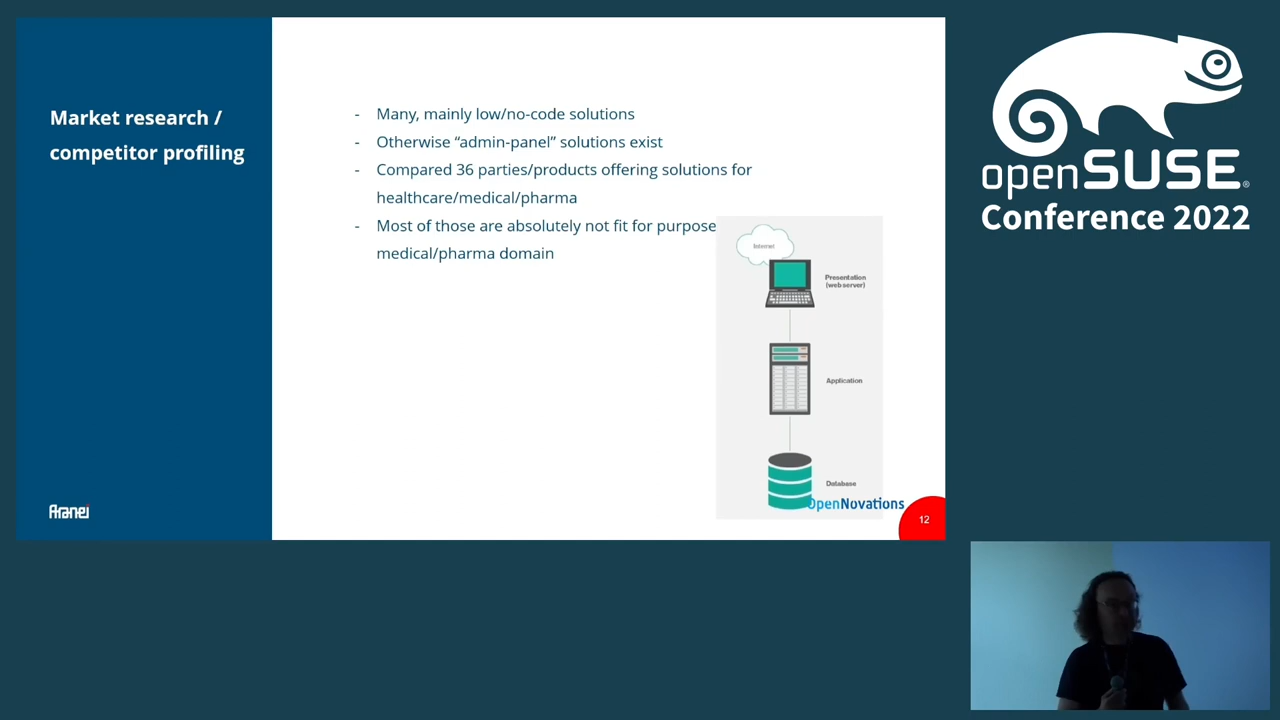 Market research /
competitor profiling
- Many, mainly low/no-code solutions
- Otherwise “admin-panel” solutions exist
- Compared 36 parties/products offering solutions for
healthcare/medical/pharma
- Most of those are absolutely not fit for purpose
medical/pharma domain
Internet
Presentation
(web server)
Application
Database
OpenNovations
12
Aranei
openSUSE®
Conference 2022